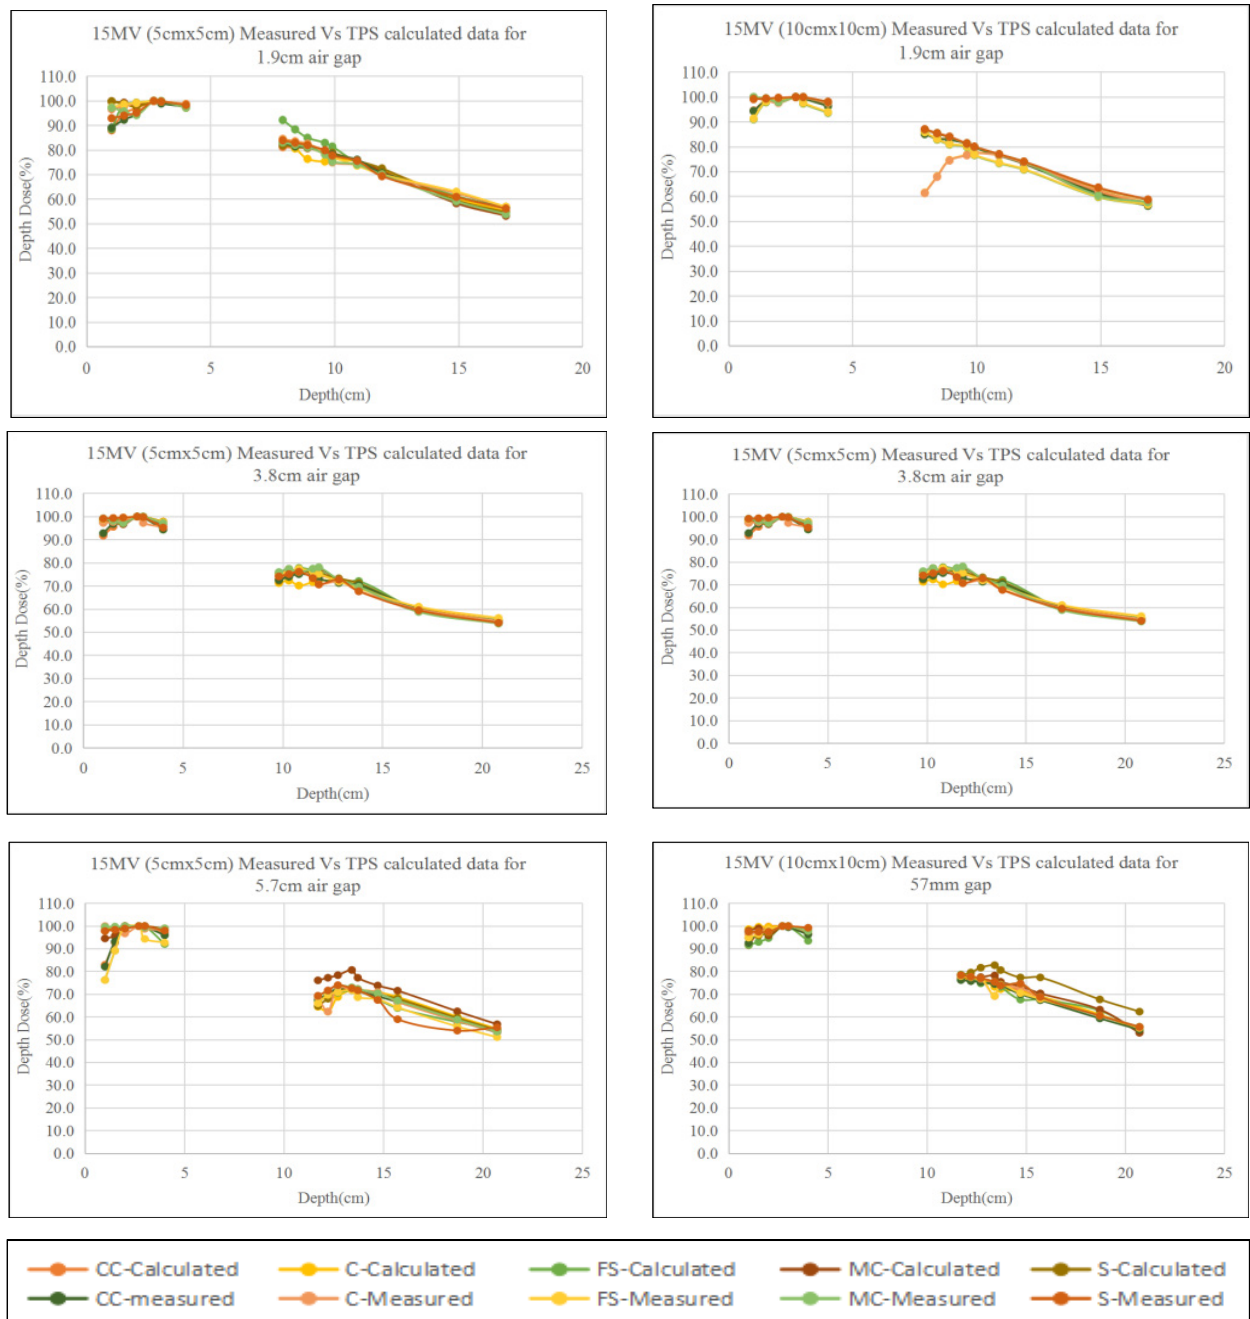 15MV (5cmx5cm) Measured Vs TPS calculated data for
1.9cm air gap
Depth Dose(%)
110.0
100.0
90.0
80.0
70.0
60.0
50.0
40.0
30.0
20.0
10.0
0.0
0 5 10 15 20
Depth(cm)
15MV (10cmx10cm) Measured Vs TPS calculated data for
1.9cm air gap
Depth Dose(%)
110.0
100.0
90.0
80.0
70.0
60.0
50.0
40.0
30.0
20.0
10.0
0.0
0 5 10 15 20
Depth(cm)
15MV (5cmx5cm) Measured Vs TPS calculated data for
3.8cm air gap
Depth Dose(%)
110.0
100.0
90.0
80.0
70.0
60.0
50.0
40.0
30.0
20.0
10.0
0.0
0 5 10 15 20 25
Depth(cm)
15MV (5cmx5cm) Measured Vs TPS calculated data for
3.8cm air gap
Depth Dose(%)
110.0
100.0
90.0
80.0
70.0
60.0
50.0
40.0
30.0
20.0
10.0
0.0
0 5 10 15 20 25
Depth(cm)
15MV (5cmx5cm) Measured Vs TPS calculated data for
5.7cm air gap
Depth Dose(%)
110.0
100.0
90.0
80.0
70.0
60.0
50.0
40.0
30.0
20.0
10.0
0.0
0 5 10 15 20 25
Depth(cm)
15MV (10cmx10cm) Measured Vs TPS calculated data for
57mm gap
Depth Dose(%)
110.0
100.0
90.0
80.0
70.0
60.0
50.0
40.0
30.0
20.0
10.0
0.0
0 5 10 15 20 25
Depth(cm)
CC-Calculated C-Calculated FS-Calculated MC-Calculated S-Calculated
CC-measured C-Measured FS-Measured MC-Measured S-Measured